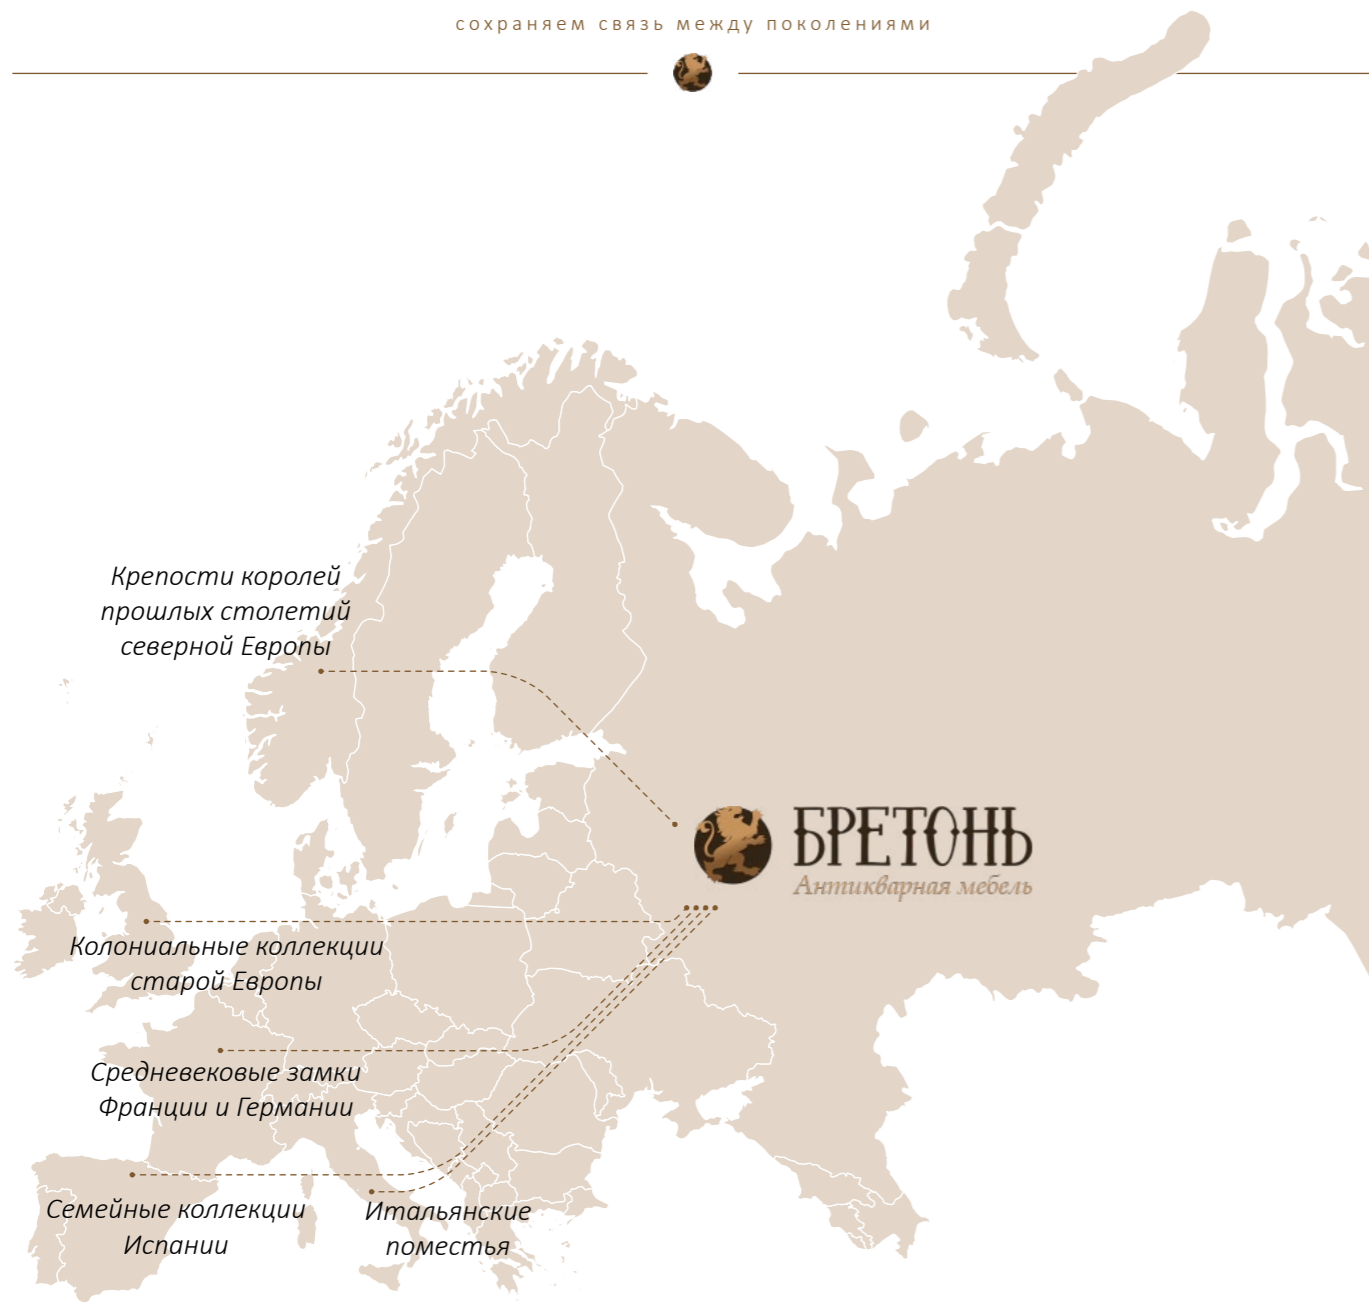 сохраняем связь между поколениями
Крепости королей
прошлых столетий
северной Европы
БРЕТОНЬ
Антикварная мебель
Колониальные коллекции
старой Европы
Средневековые замки
Франции и Германии
Семейные коллекции
Испании
Итальянские
поместья